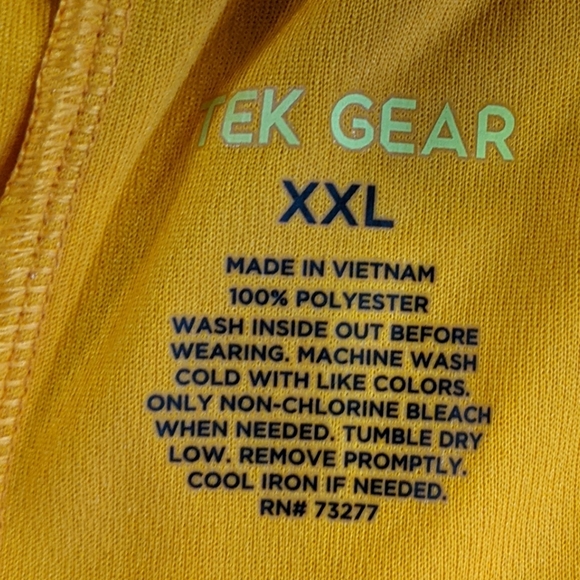 TEK GEAR
XXL
MADE IN VIETNAM
100% POLYESTER
WASH INSIDE OUT BEFORE
WEARING. MACHINE WASH
COLD WITH LIKE COLORS.
ONLY NON-CHLORINE BLEACH
WHEN NEEDED. TUMBLE DRY
LOW. REMOVE PROMPTLY.
COOL IRON IF NEEDED.
RN# 73277